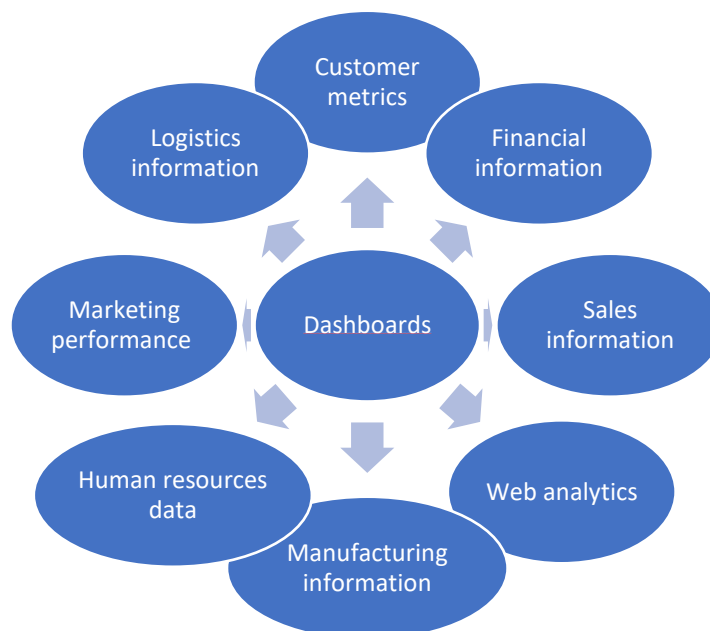 Customer
metrics
Logistics
information
Financial
information
Marketing
performance
Dashboards
Sales
information
Human resources
data
Web analytics
Manufacturing
information